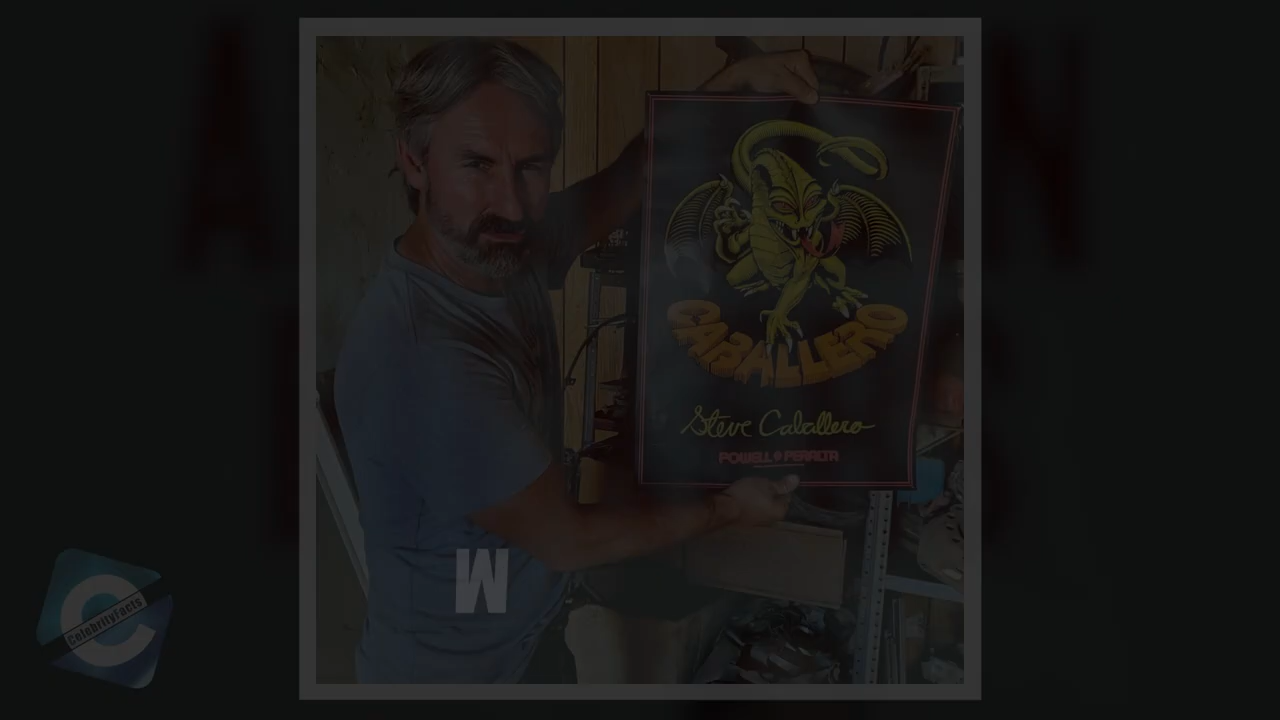 CABALLERO
Steve Caballero
POWELL PERALTA
W
CelebrityFacts